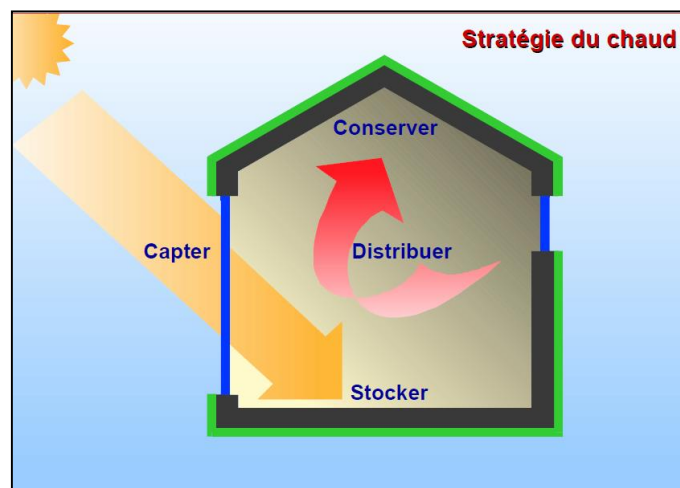 Stratégie du chaud
Conserver
Capter
Distribuer
Stocker